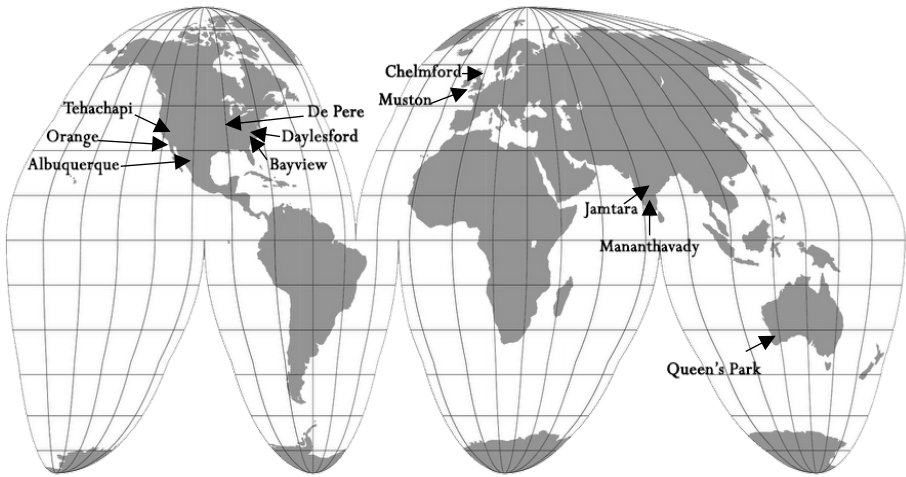 Chelmford
Muston
Tehachapi
De Pere
Orange
Daylesford
Albuquerque
Bayview
Jamtara
Mananthavady
Queen's Park